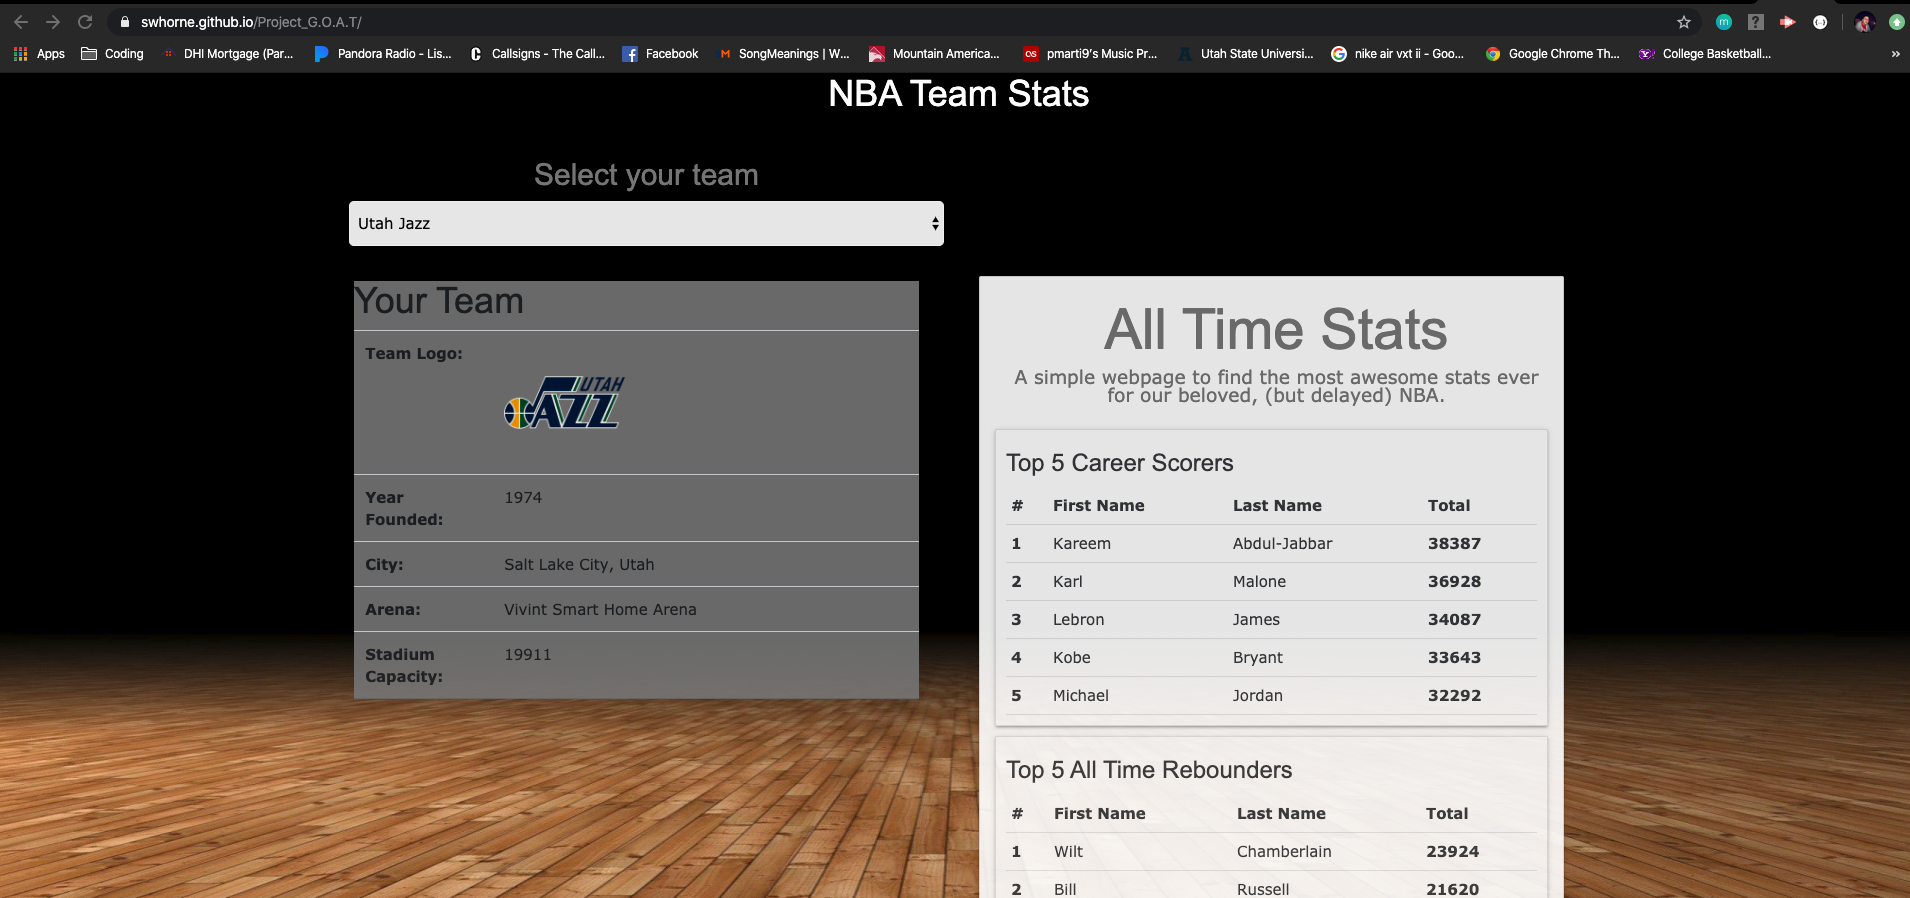 swhorne.github.io/Project_G.O.A.T/
Apps Coding DHI Mortgage (Par... Pandora Radio - Lis... Callsigns - The Call... Facebook SongMeanings | W... Mountain America... pmarti9's Music Pr... Utah State Universi... nike air vxt ii - Goo... Google Chrome Th... College Basketball... »
NBA Team Stats
Select your team
Utah Jazz
Your Team
Team Logo:
UTAH
JAZZ
Year Founded: 1974
City: Salt Lake City, Utah
Arena: Vivint Smart Home Arena
Stadium Capacity: 19911
All Time Stats
A simple webpage to find the most awesome stats ever
for our beloved, (but delayed) NBA.
Top 5 Career Scorers
# First Name Last Name Total
1 Kareem Abdul-Jabbar 38387
2 Karl Malone 36928
3 Lebron James 34087
4 Kobe Bryant 33643
5 Michael Jordan 32292
Top 5 All Time Rebounders
# First Name Last Name Total
1 Wilt Chamberlain 23924
2 Bill Russell 21620